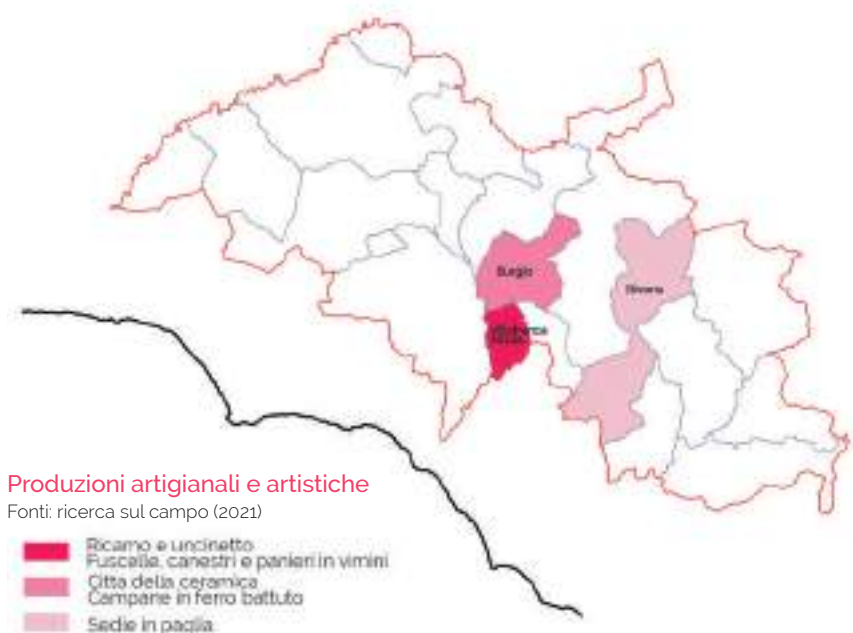 Burgio
Bivona
Produzioni artigianali e artistiche
Fonti: ricerca sul campo (2021)
Ricamo e uncinetto
Fuscelle, canestri e panieri in vimini
Città della ceramica
Campane in ferro battuto
Sedie in paglia